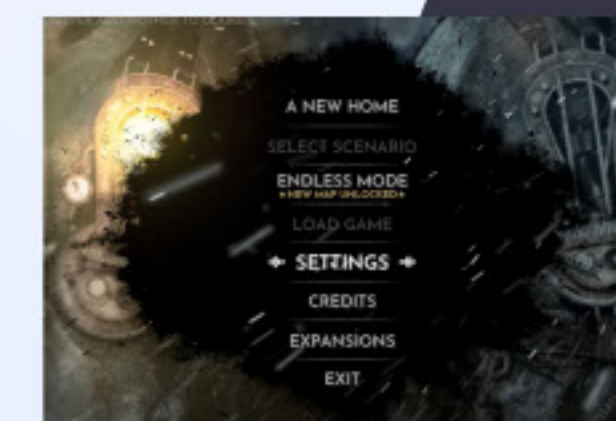 A NEW HOME
SELECT SCENARIO
ENDLESS MODE
NEW MAP UNLOCKED
LOAD GAME
SETTINGS
CREDITS
EXPANSIONS
EXIT